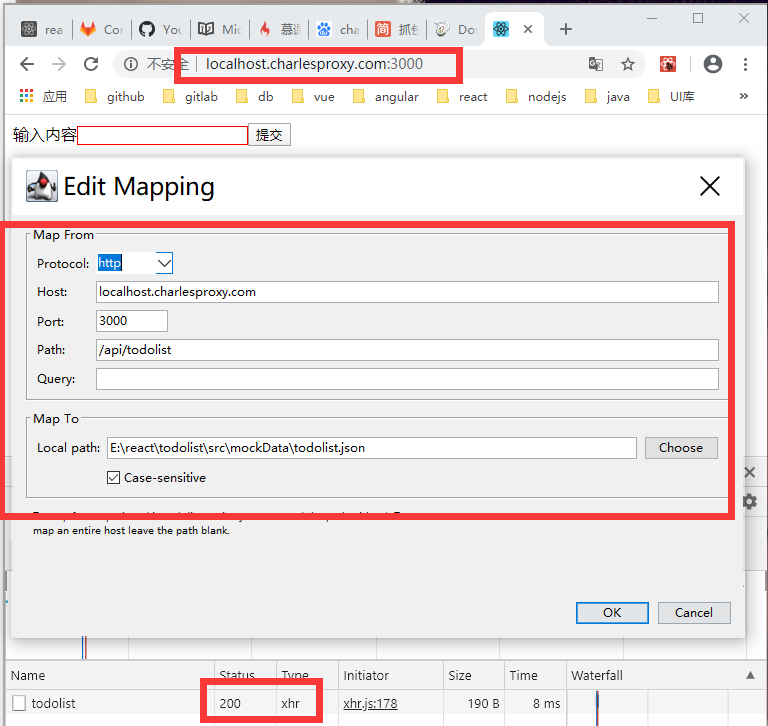 rea
Cor
You
Mic
慕课
cha
抓包
Do
不安全 localhost.charlesproxy.com:3000
应用 github gitlab db vue angular react nodejs java UI库 »
输入内容 提交
Edit Mapping
Map From
Protocol: http
Host: localhost.charlesproxy.com
Port: 3000
Path: /api/todolist
Query:
Map To
Local path: E:\react\todolist\src\mockData\todolist.json Choose
Case-sensitive
map an entire host leave the path blank.
OK Cancel
Name Status Type Initiator Size Time Waterfall
todolist 200 xhr xhr.js:178 190 B 8 ms